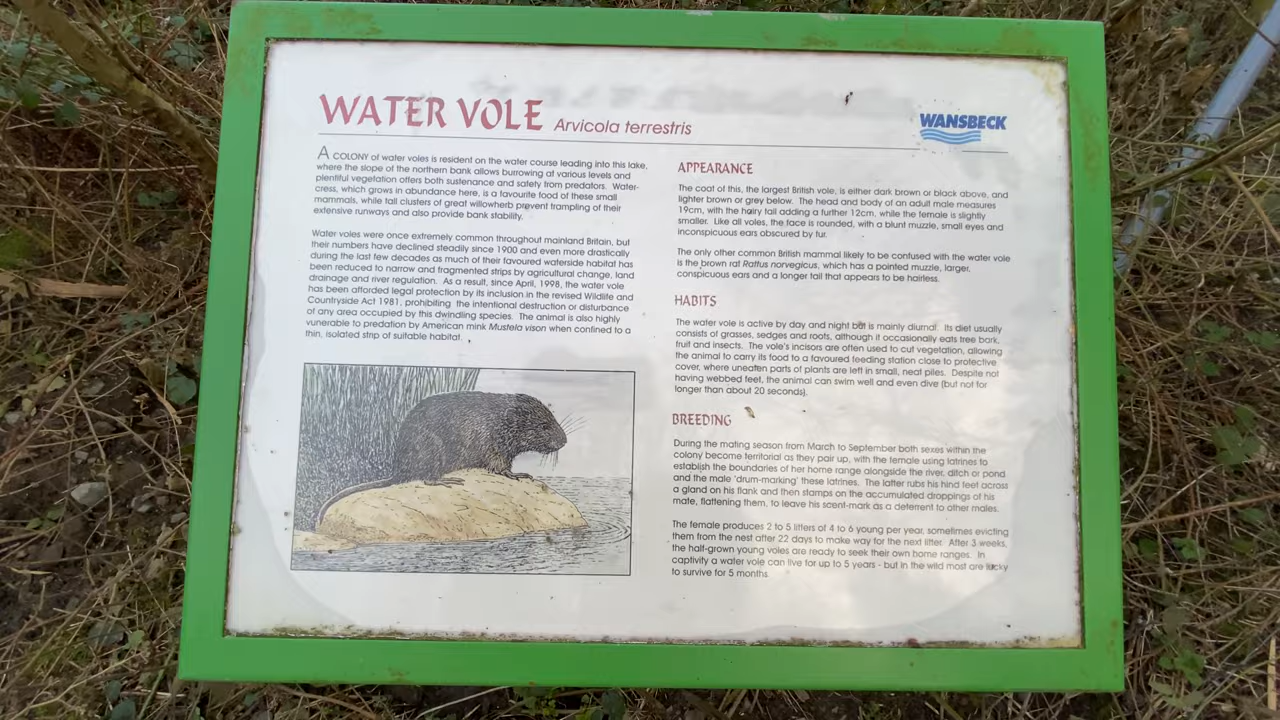 WATER VOLE Arvicola terrestris
WANSBECK
A COLONY of water voles is resident on the water course leading into this lake,
where the slope of the northern bank allows burrowing at various levels and
plentiful vegetation offers both sustenance and safety from predators. Water-
cress, which grows in abundance here, is a favourite food of these small
mammals, while tall clusters of great willowherb prevent trampling of their
extensive runways and also provide bank stability.
Water voles were once extremely common throughout mainland Britain, but
their numbers have declined steadily since 1900 and even more drastically
during the last few decades as much of their favoured waterside habitat has
been reduced to narrow and fragmented strips by agricultural change, land
drainage and river regulation. As a result, since April, 1998, the water vole
has been afforded legal protection by its inclusion in the revised Wildlife and
Countryside Act 1981, prohibiting the intentional destruction or disturbance
of any area occupied by this dwindling species. The animal is also highly
vunerable to predation by American mink Mustela vison when confined to a
thin, isolated strip of suitable habitat.
APPEARANCE
The coat of this, the largest British vole, is either dark brown or black above, and
lighter brown or grey below. The head and body of an adult male measures
19cm, with the hairy tail adding a further 12cm, while the female is slightly
smaller. Like all voles, the face is rounded, with a blunt muzzle, small eyes and
inconspicuous ears obscured by fur.
The only other common British mammal likely to be confused with the water vole
is the brown rat Rattus norvegicus, which has a pointed muzzle, larger,
conspicuous ears and a longer tail that appears to be hairless.
HABITS
The water vole is active by day and night but is mainly diurnal. Its diet usually
consists of grasses, sedges and roots, although it occasionally eats tree bark,
fruit and insects. The vole's incisors are often used to cut vegetation, allowing
the animal to carry its food to a favoured feeding station close to protective
cover, where uneaten parts of plants are left in small, neat piles. Despite not
having webbed feet, the animal can swim well and even dive (but not for
longer than about 20 seconds).
BREEDING
During the mating season from March to September both sexes within the
colony become territorial as they pair up, with the female using latrines to
establish the boundaries of her home range alongside the river, ditch or pond
and the male 'drum-marking' these latrines. The latter rubs his hind feet across
a gland on his flank and then stamps on the accumulated droppings of his
mate, flattening them, to leave his scent-mark as a deterrent to other males.
The female produces 2 to 5 litters of 4 to 6 young per year, sometimes evicting
them from the nest after 22 days to make way for the next litter. After 3 weeks,
the half-grown young voles are ready to seek their own home ranges. In
captivity a water vole can live for up to 5 years - but in the wild most are lucky
to survive for 5 months.